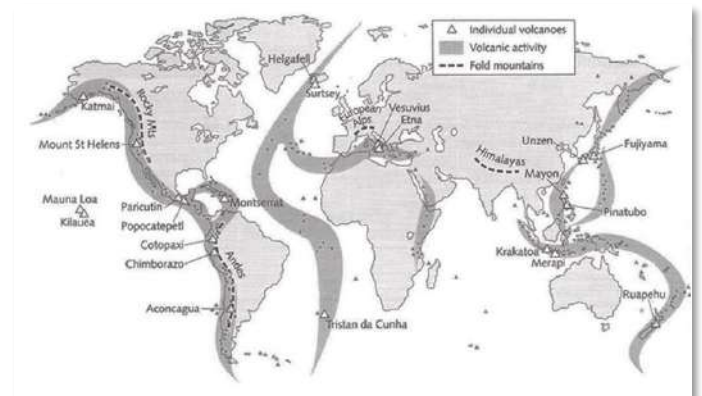 Individual volcanoes
Volcanic activity
Fold mountains
Helgafell
Surtsey
European
Alps
Vesuvius
Etna
Katmai
Rocky Mts
Mount St Helens
Himalayas
Unzen
Fujiyama
Mayon
Pinatubo
Mauna Loa
Kilauea
Paricutin
Popocatepetl
Montserrat
Cotopaxi
Chimborazo
Andes
Krakatoa
Merapi
Aconcagua
Tristan da Cunha
Ruapehu